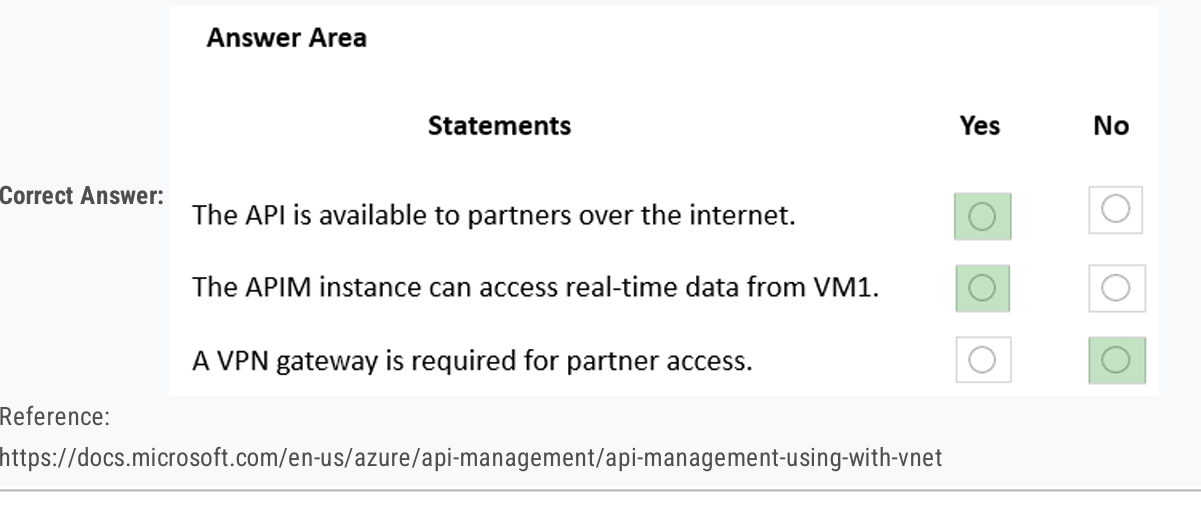 Answer Area
Statements Yes No
Correct Answer:
The API is available to partners over the internet.
The APIM instance can access real-time data from VM1.
A VPN gateway is required for partner access.
Reference:
https://docs.microsoft.com/en-us/azure/api-management/api-management-using-with-vnet